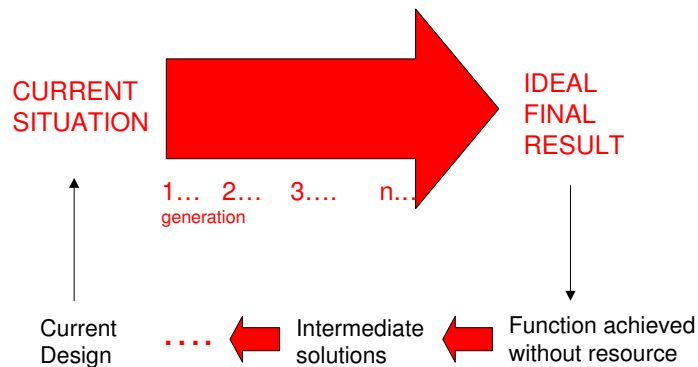 CURRENT
SITUATION
IDEAL
FINAL
RESULT
1... 2... 3.... n...
generation
Current
Design
....
Intermediate
solutions
Function achieved
without resource